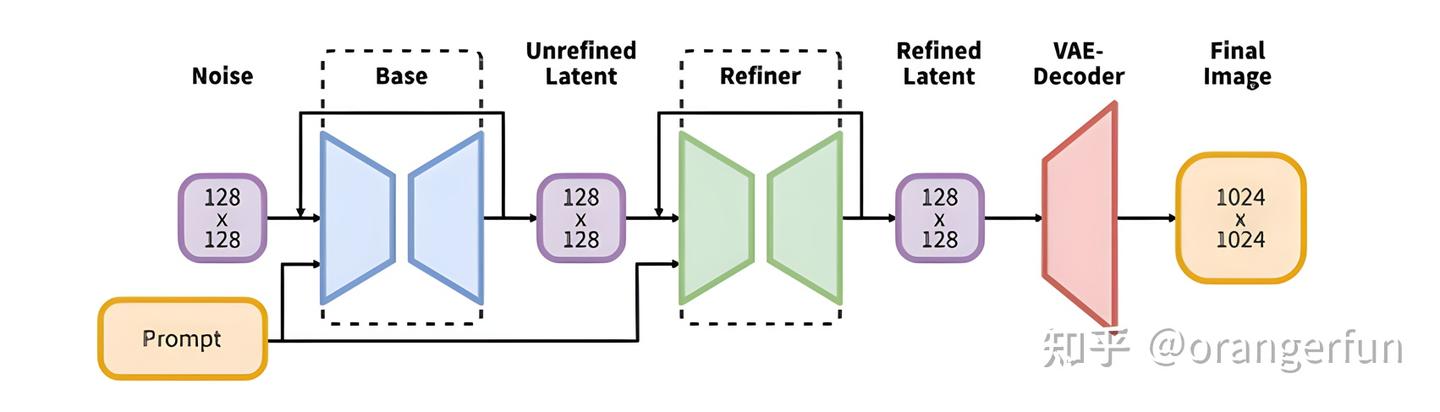 Noise
Base
Unrefined
Latent
Refiner
Refined
Latent
VAE-
Decoder
Final
Image
128
x
128
128
x
128
128
x
128
1024
x
1024
Prompt
知乎 @orangerfun